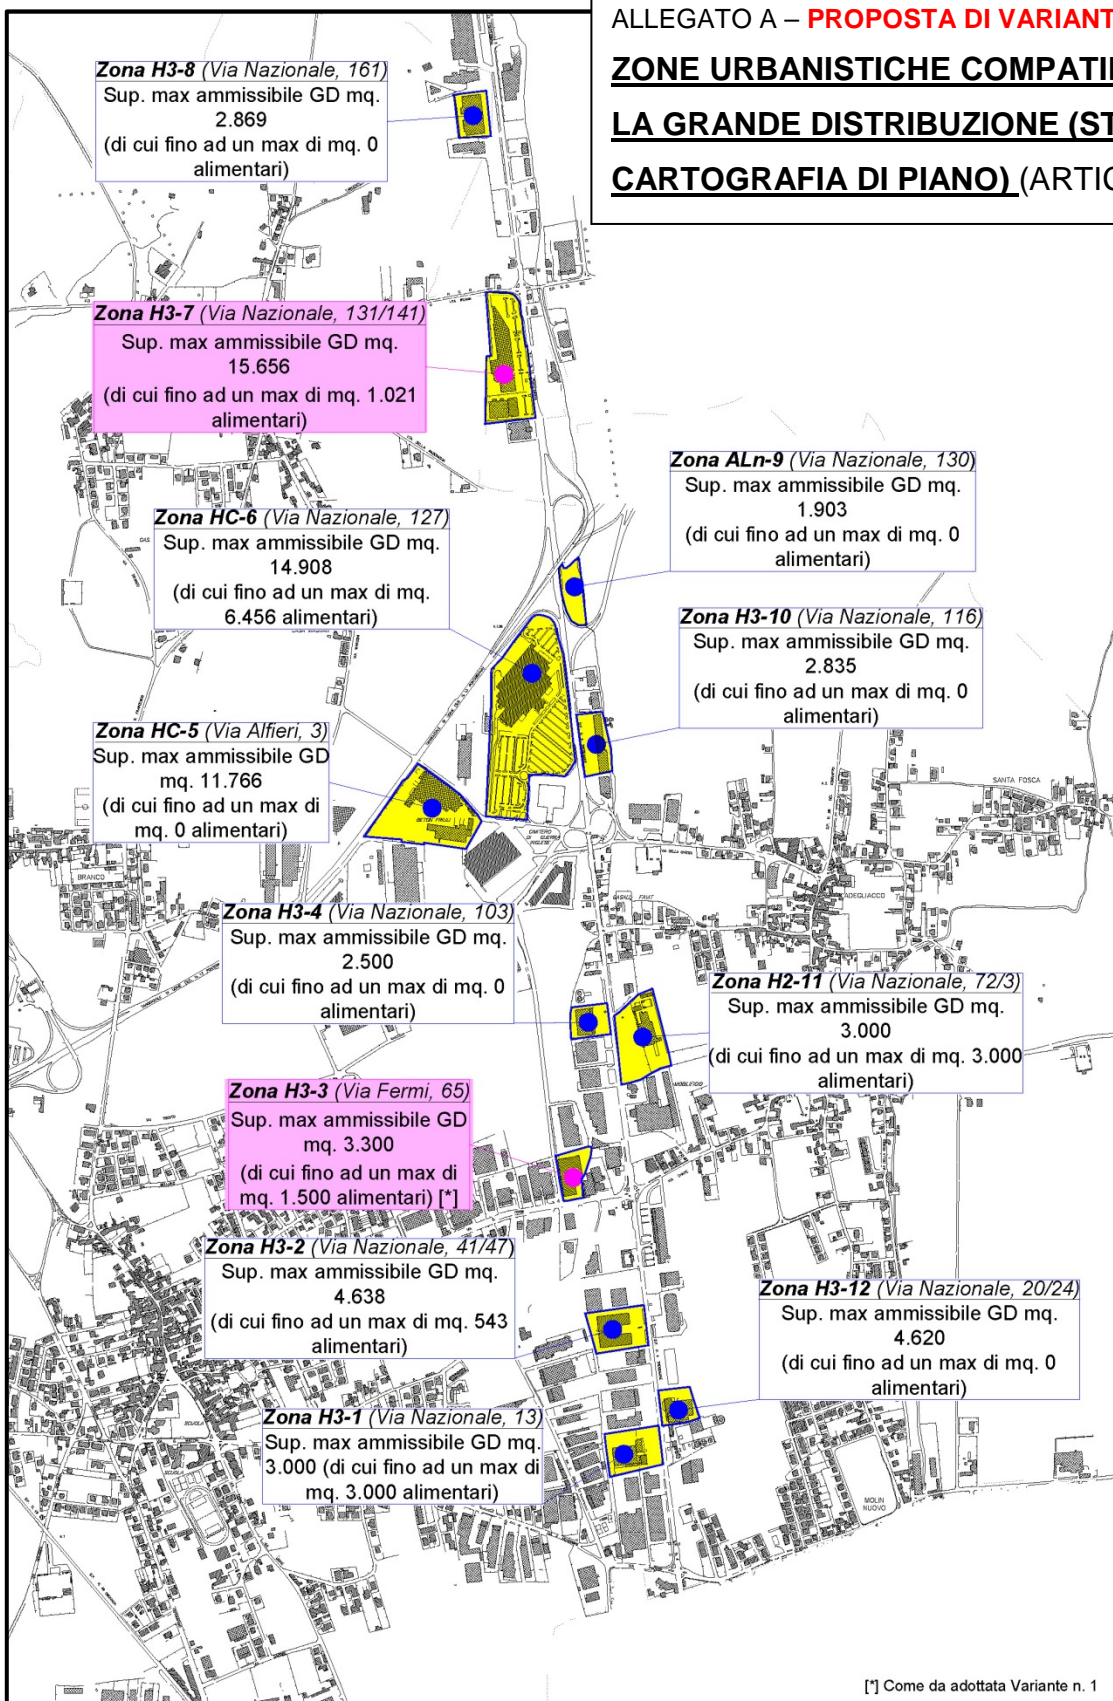 ALLEGATO A – PROPOSTA DI VARIANT
ZONE URBANISTICHE COMPATI
LA GRANDE DISTRIBUZIONE (ST
CARTOGRAFIA DI PIANO) (ARTIC
Zona H3-8 (Via Nazionale, 161)
Sup. max ammissibile GD mq.
2.869
(di cui fino ad un max di mq. 0
alimentari)
Zona H3-7 (Via Nazionale, 131/141)
Sup. max ammissibile GD mq.
15.656
(di cui fino ad un max di mq. 1.021
alimentari)
Zona ALn-9 (Via Nazionale, 130)
Sup. max ammissibile GD mq.
1.903
(di cui fino ad un max di mq. 0
alimentari)
Zona HC-6 (Via Nazionale, 127)
Sup. max ammissibile GD mq.
14.908
(di cui fino ad un max di mq.
6.456 alimentari)
Zona H3-10 (Via Nazionale, 116)
Sup. max ammissibile GD mq.
2.835
(di cui fino ad un max di mq. 0
alimentari)
Zona HC-5 (Via Alfieri, 3)
Sup. max ammissibile GD
mq. 11.766
(di cui fino ad un max di
mq. 0 alimentari)
SANTA FOSCA
BETON FRIULI
CIMITERO
DI GUERRA
INGLESE
BRANCO
ADEGLIACCO
Zona H3-4 (Via Nazionale, 103)
Sup. max ammissibile GD mq.
2.500
(di cui fino ad un max di mq. 0
alimentari)
Zona H2-11 (Via Nazionale, 72/3)
Sup. max ammissibile GD mq.
3.000
(di cui fino ad un max di mq. 3.000
alimentari)
Zona H3-3 (Via Fermi, 65)
Sup. max ammissibile GD
mq. 3.300
(di cui fino ad un max di
mq. 1.500 alimentari) [*]
Zona H3-2 (Via Nazionale, 41/47)
Sup. max ammissibile GD mq.
4.638
(di cui fino ad un max di mq. 543
alimentari)
Zona H3-12 (Via Nazionale, 20/24)
Sup. max ammissibile GD mq.
4.620
(di cui fino ad un max di mq. 0
alimentari)
Zona H3-1 (Via Nazionale, 13)
Sup. max ammissibile GD mq.
3.000 (di cui fino ad un max di
mq. 3.000 alimentari)
SCUOLA
SCUOLA
MOLIN
NUOVO
[*] Come da adottata Variante n. 1